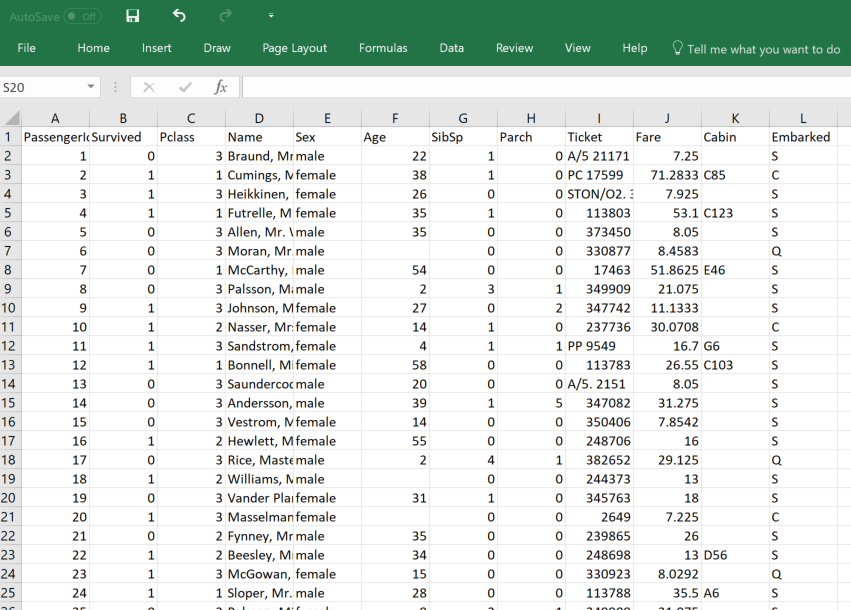 AutoSave Off
File Home Insert Draw Page Layout Formulas Data Review View Help Tell me what you want to do
S20 fx
A B C D E F G H I J K L
1 PassengerId Survived Pclass Name Sex Age SibSp Parch Ticket Fare Cabin Embarked
2 1 0 3 Braund, Mr male 22 1 0 A/5 21171 7.25 S
3 2 1 1 Cumings, M female 38 1 0 PC 17599 71.2833 C85 C
4 3 1 3 Heikkinen, female 26 0 0 STON/O2. 7.925 S
5 4 1 1 Futrelle, M female 35 1 0 113803 53.1 C123 S
6 5 0 3 Allen, Mr. male 35 0 0 373450 8.05 S
7 6 0 3 Moran, Mr. male 0 0 330877 8.4583 Q
8 7 0 1 McCarthy, male 54 0 0 17463 51.8625 E46 S
9 8 0 3 Palsson, Ma male 2 3 1 349909 21.075 S
10 9 1 3 Johnson, M female 27 0 2 347742 11.1333 S
11 10 1 2 Nasser, Mrs female 14 1 0 237736 30.0708 C
12 11 1 3 Sandstrom, female 4 1 1 PP 9549 16.7 G6 S
13 12 1 1 Bonnell, Mi female 58 0 0 113783 26.55 C103 S
14 13 0 3 Saundercoc male 20 0 0 A/5. 2151 8.05 S
15 14 0 3 Andersson, male 39 1 5 347082 31.275 S
16 15 0 3 Vestrom, M female 14 0 0 350406 7.8542 S
17 16 1 2 Hewlett, M female 55 0 0 248706 16 S
18 17 0 3 Rice, Maste male 2 4 1 382652 29.125 Q
19 18 1 2 Williams, M male 0 0 244373 13 S
20 19 0 3 Vander Plan female 31 1 0 345763 18 S
21 20 1 3 Masselman female 0 0 2649 7.225 C
22 21 0 2 Fynney, Mr male 35 0 0 239865 26 S
23 22 1 2 Beesley, Mr male 34 0 0 248698 13 D56 S
24 23 1 3 McGowan, female 15 0 0 330923 8.0292 Q
25 24 1 1 Sloper, Mr. male 28 0 0 113788 35.5 A6 S